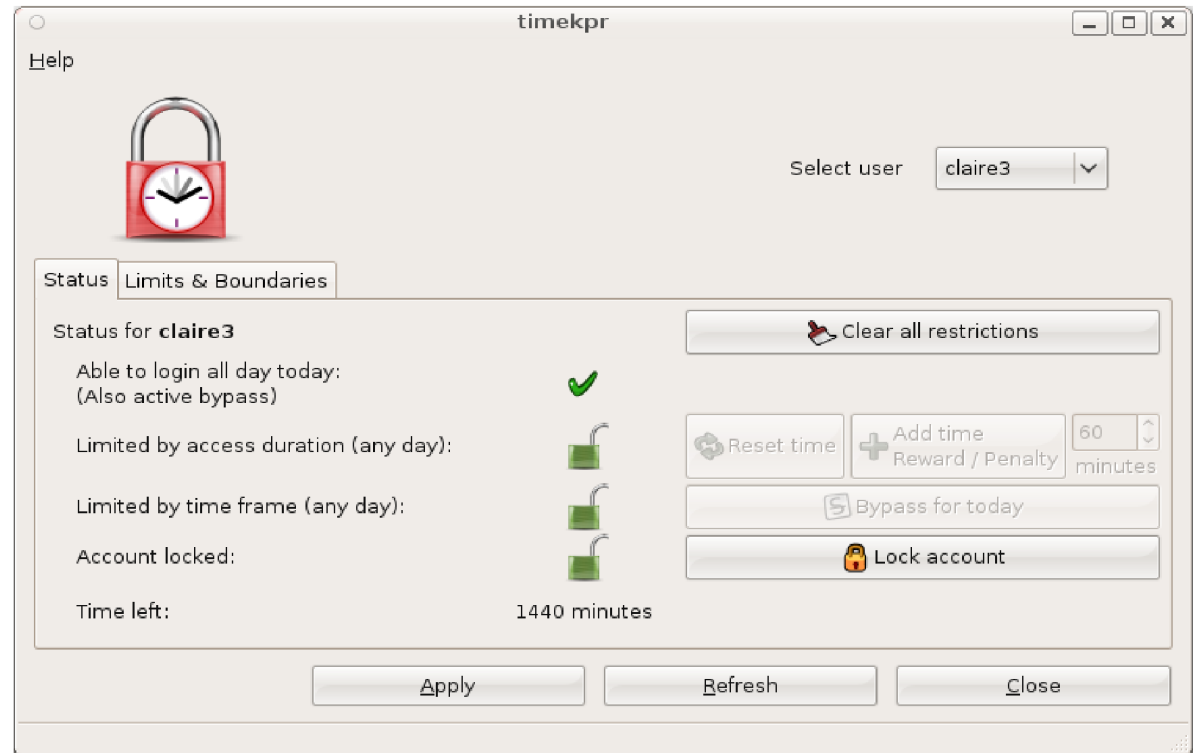 timekpr
Help
Select user claire3
Status Limits & Boundaries
Status for claire3
Clear all restrictions
Able to login all day today:
(Also active bypass)
Limited by access duration (any day):
Reset time
Add time
Reward / Penalty
60
minutes
Limited by time frame (any day):
Bypass for today
Account locked:
Lock account
Time left:
1440 minutes
Apply Refresh Close